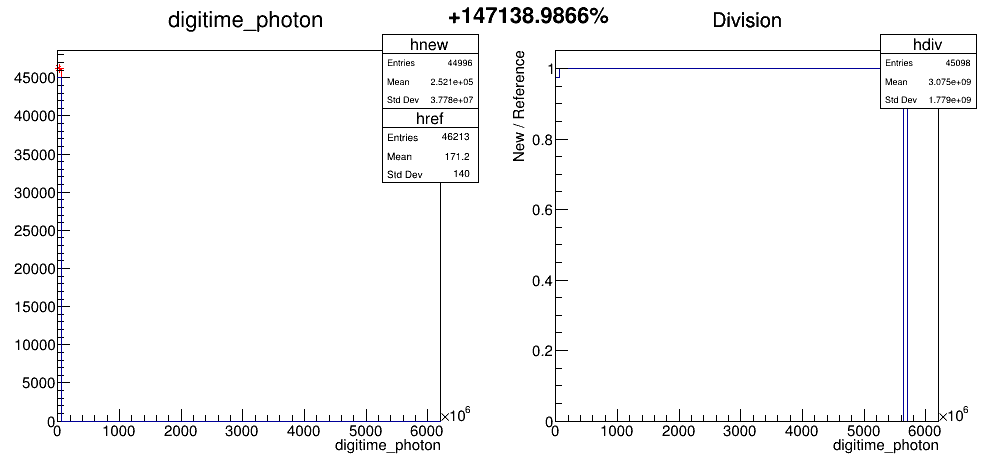 +147138.9866%
digitime_photon
hnew
Entries 44996
Mean 2.521e+05
Std Dev 3.778e+07
href
Entries 46213
Mean 171.2
Std Dev 140
45000
40000
35000
30000
25000
20000
15000
10000
5000
0
0 1000 2000 3000 4000 5000 6000
×10⁶
digitime_photon
Division
hdiv
Entries 45098
Mean 3.075e+09
Std Dev 1.779e+09
New / Reference
1
0.8
0.6
0.4
0.2
0
0 1000 2000 3000 4000 5000 6000
×10⁶
digitime_photon